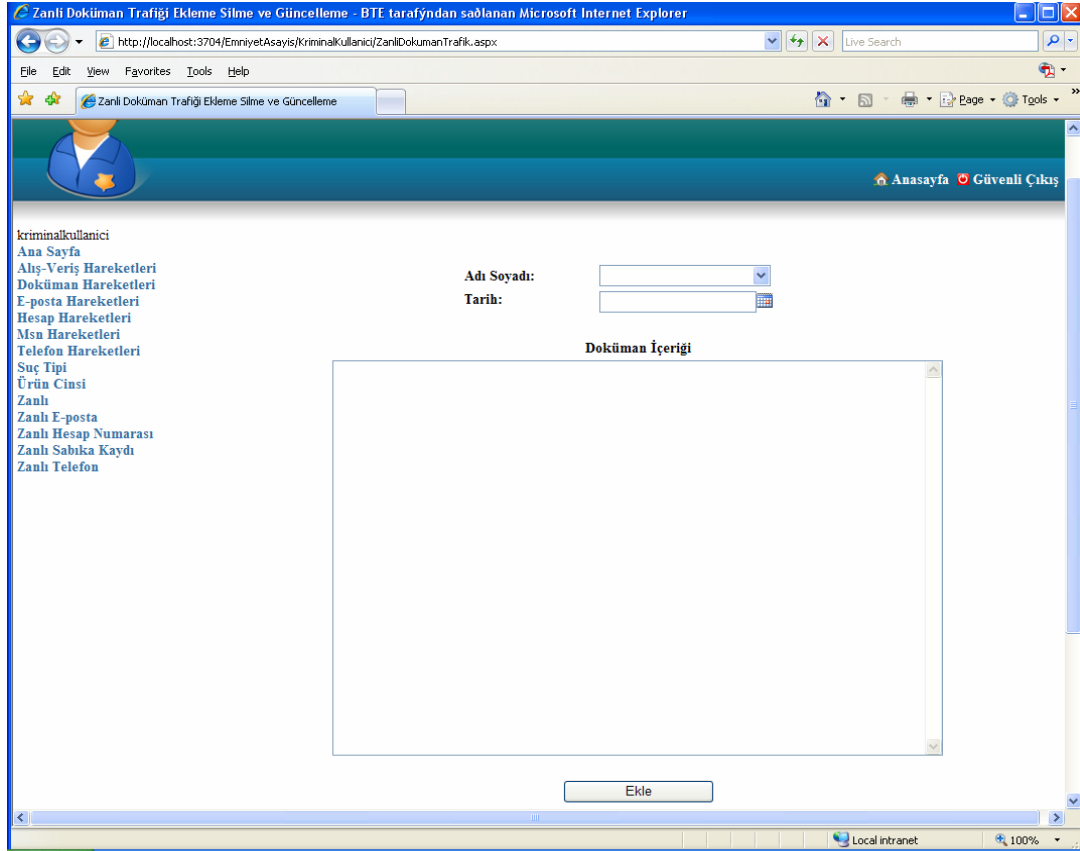 Zanli Doküman Trafiği Ekleme Silme ve Güncelleme - BTE tarafýndan saðlanan Microsoft Internet Explorer
http://localhost:3704/EmniyetAsayis/KriminalKullanici/ZanliDokumanTrafik.aspx
Live Search
File Edit View Favorites Tools Help
Zanli Doküman Trafiği Ekleme Silme ve Güncelleme
Page Tools
Anasayfa Güvenli Çıkış
kriminalkullanici
Ana Sayfa
Alış-Veriş Hareketleri
Doküman Hareketleri
E-posta Hareketleri
Hesap Hareketleri
Msn Hareketleri
Telefon Hareketleri
Suç Tipi
Ürün Cinsi
Zanlı
Zanlı E-posta
Zanlı Hesap Numarası
Zanlı Sabıka Kaydı
Zanlı Telefon
Adı Soyadı:
Tarih:
Doküman İçeriği
Ekle
Local intranet
100%